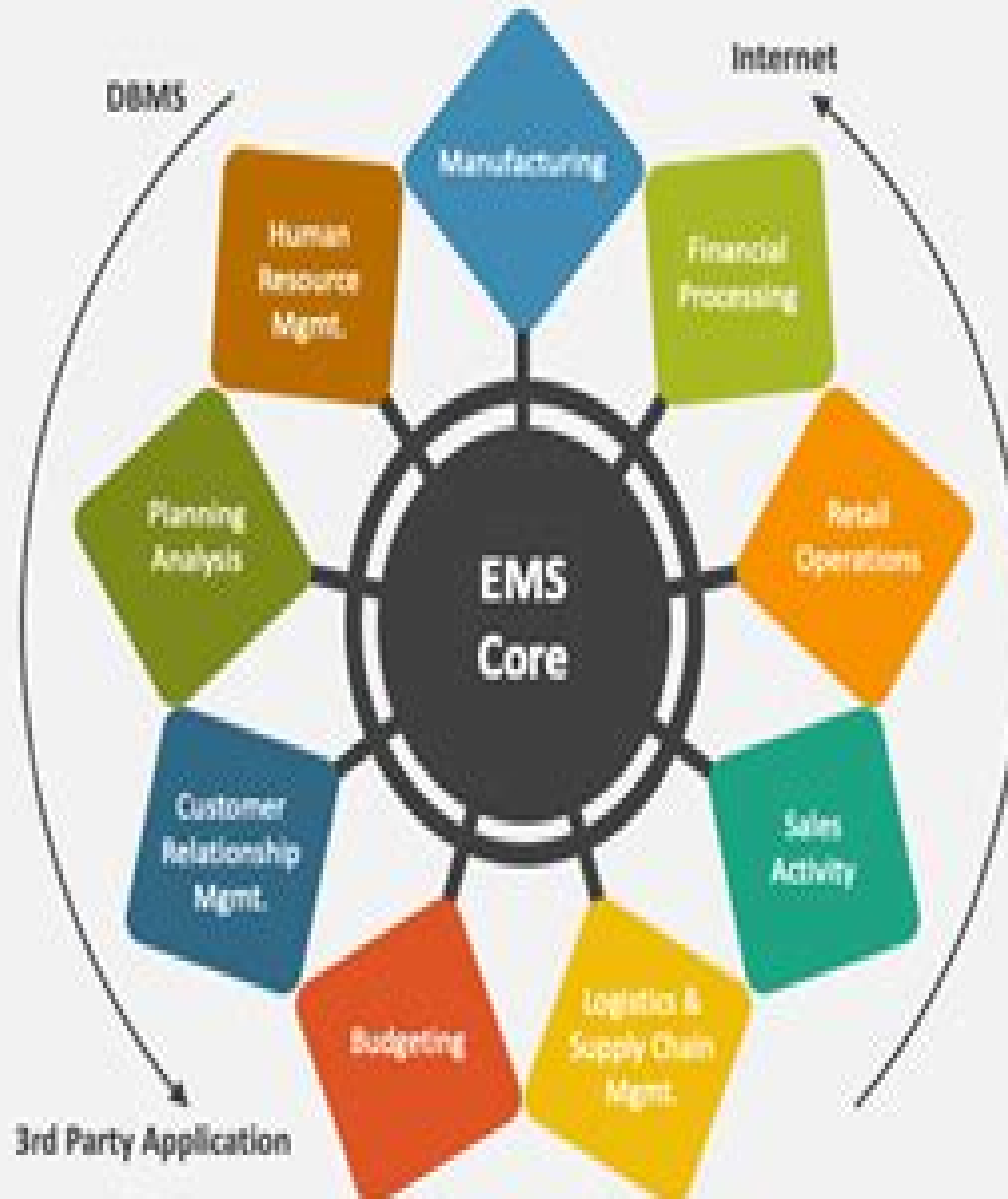 Internet
DBMS
Manufacturing
Human
Resource
Mgmt.
Financial
Processing
Planning
Analysis
Retail
Operations
EMS
Core
Customer
Relationship
Mgmt.
Sales
Activity
Budgeting
Logistics &
Supply Chain
Mgmt.
3rd Party Application